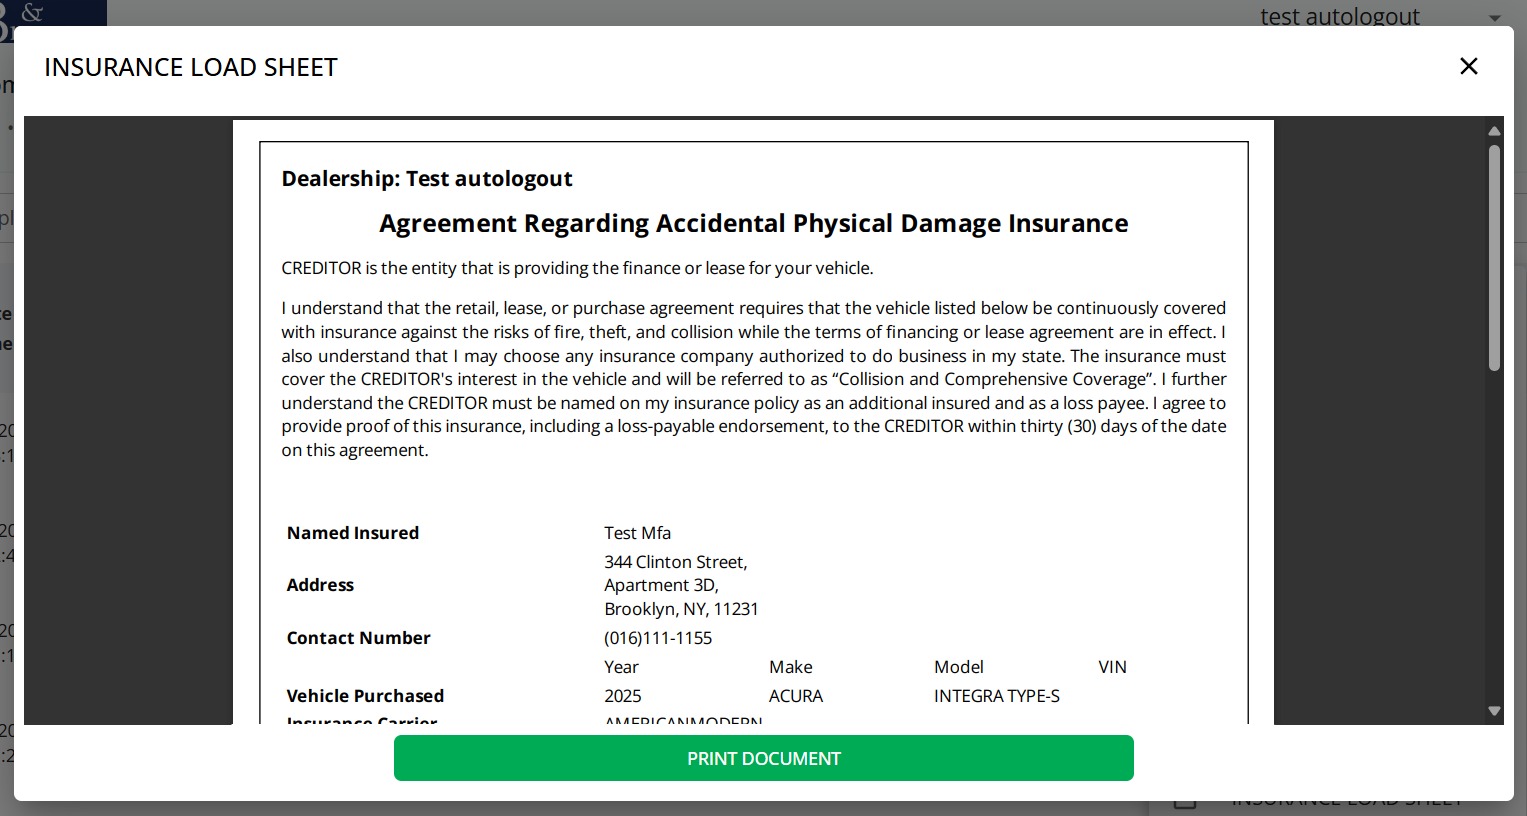 &
test autologout
INSURANCE LOAD SHEET
Dealership: Test autologout
Agreement Regarding Accidental Physical Damage Insurance
CREDITOR is the entity that is providing the finance or lease for your vehicle.
I understand that the retail, lease, or purchase agreement requires that the vehicle listed below be continuously covered
with insurance against the risks of fire, theft, and collision while the terms of financing or lease agreement are in effect. I
also understand that I may choose any insurance company authorized to do business in my state. The insurance must
cover the CREDITOR's interest in the vehicle and will be referred to as “Collision and Comprehensive Coverage”. I further
understand the CREDITOR must be named on my insurance policy as an additional insured and as a loss payee. I agree to
provide proof of this insurance, including a loss-payable endorsement, to the CREDITOR within thirty (30) days of the date
on this agreement.
Named Insured Test Mfa
344 Clinton Street,
Address Apartment 3D,
Brooklyn, NY, 11231
Contact Number (016)111-1155
Year Make Model VIN
Vehicle Purchased 2025 ACURA INTEGRA TYPE-S
Insurance Carrier AMERICANMODERN
PRINT DOCUMENT
INSURANCE LOAD SHEET